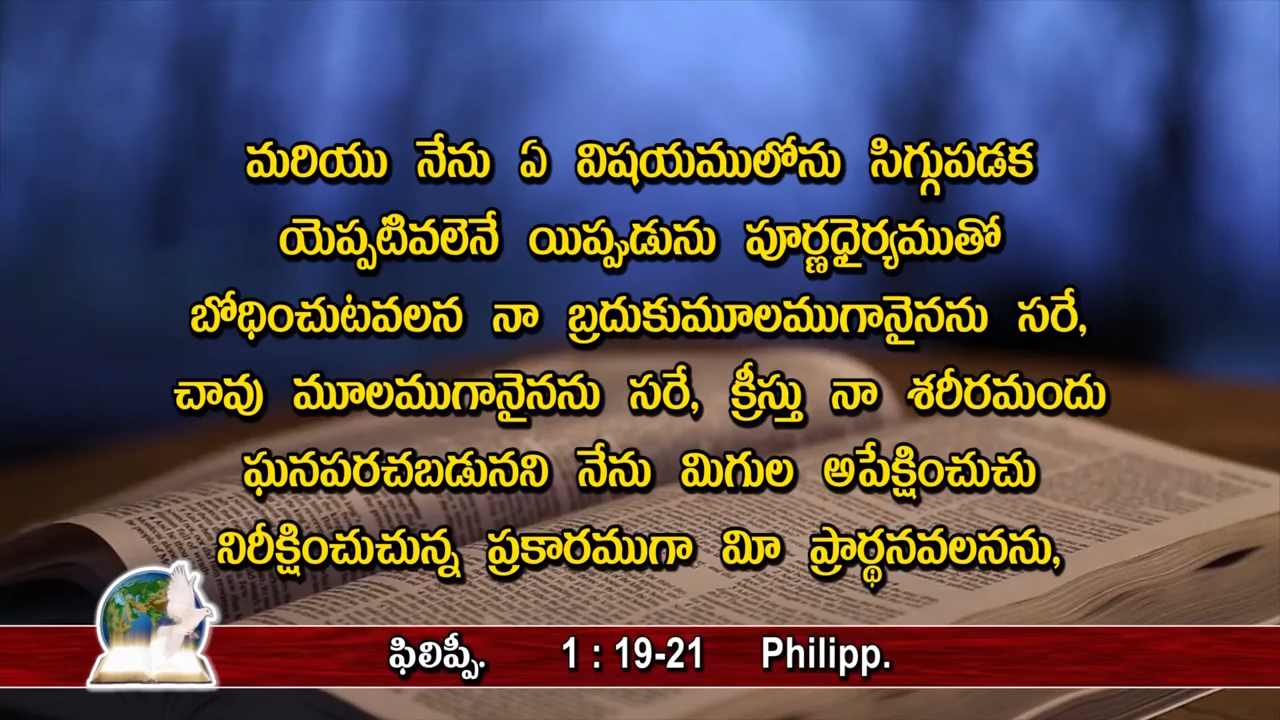 మరియు నేను ఏ విషయములోను సిగ్గుపడక
యెప్పటివలెనే యిప్పుడును పూర్ణధైర్యముతో
బోధించుటవలన నా బ్రదుకుమూలముగానైనను సరే,
చావు మూలముగానైనను సరే, క్రీస్తు నా శరీరమందు
ఘనపరచబడునని నేను మిగుల అపేక్షించుచు
నిరీక్షించుచున్న ప్రకారముగా మీ ప్రార్థనవలనను,
ఫిలిప్పీ. 1 : 19-21 Philipp.